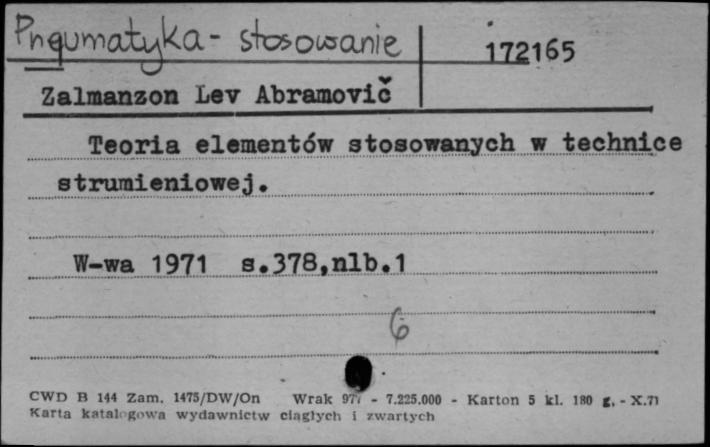 Pneumatyka - stosowanie
172165
Zalmanzon Lev Abramovič
Teoria elementów stosowanych w technice
strumieniowej.
W-wa 1971 s.378,nlb.1
6
CWD B 144 Zam. 1475/DW/On Wrak - 7.225.000 - Karton 5 kl. 180 g. - X.71
Karta katalogowa wydawnictw ciągłych i zwartych